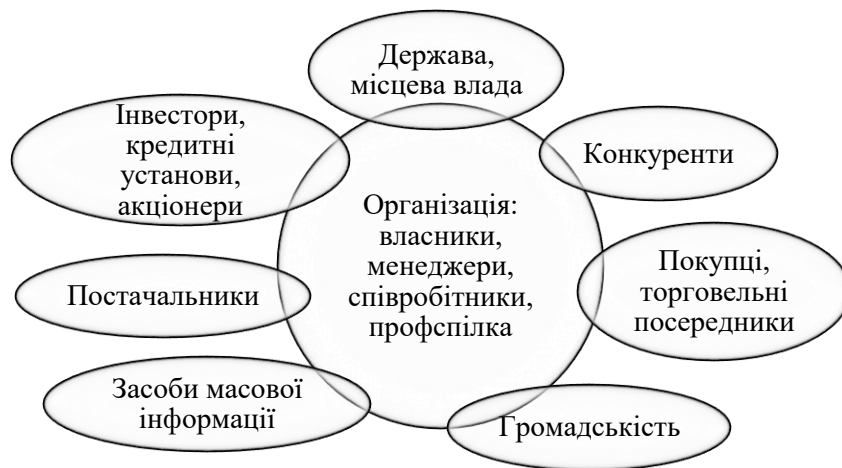 Держава,
місцева влада
Інвестори,
кредитні
установи,
акціонери
Конкуренти
Організація:
власники,
менеджери,
співробітники,
профспілка
Покупці,
торговельні
посередники
Постачальники
Засоби масової
інформації
Громадськість